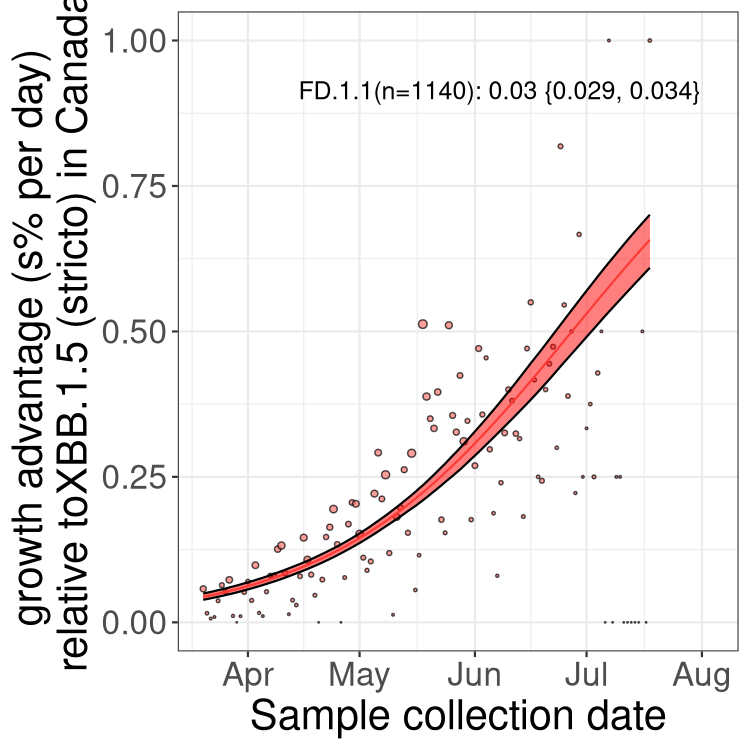 growth advantage (s% per day)
relative toXBB.1.5 (stricto) in Canada
1.00
0.75
0.50
0.25
0.00
FD.1.1(n=1140): 0.03 {0.029, 0.034}
Apr
May
Jun
Jul
Aug
Sample collection date